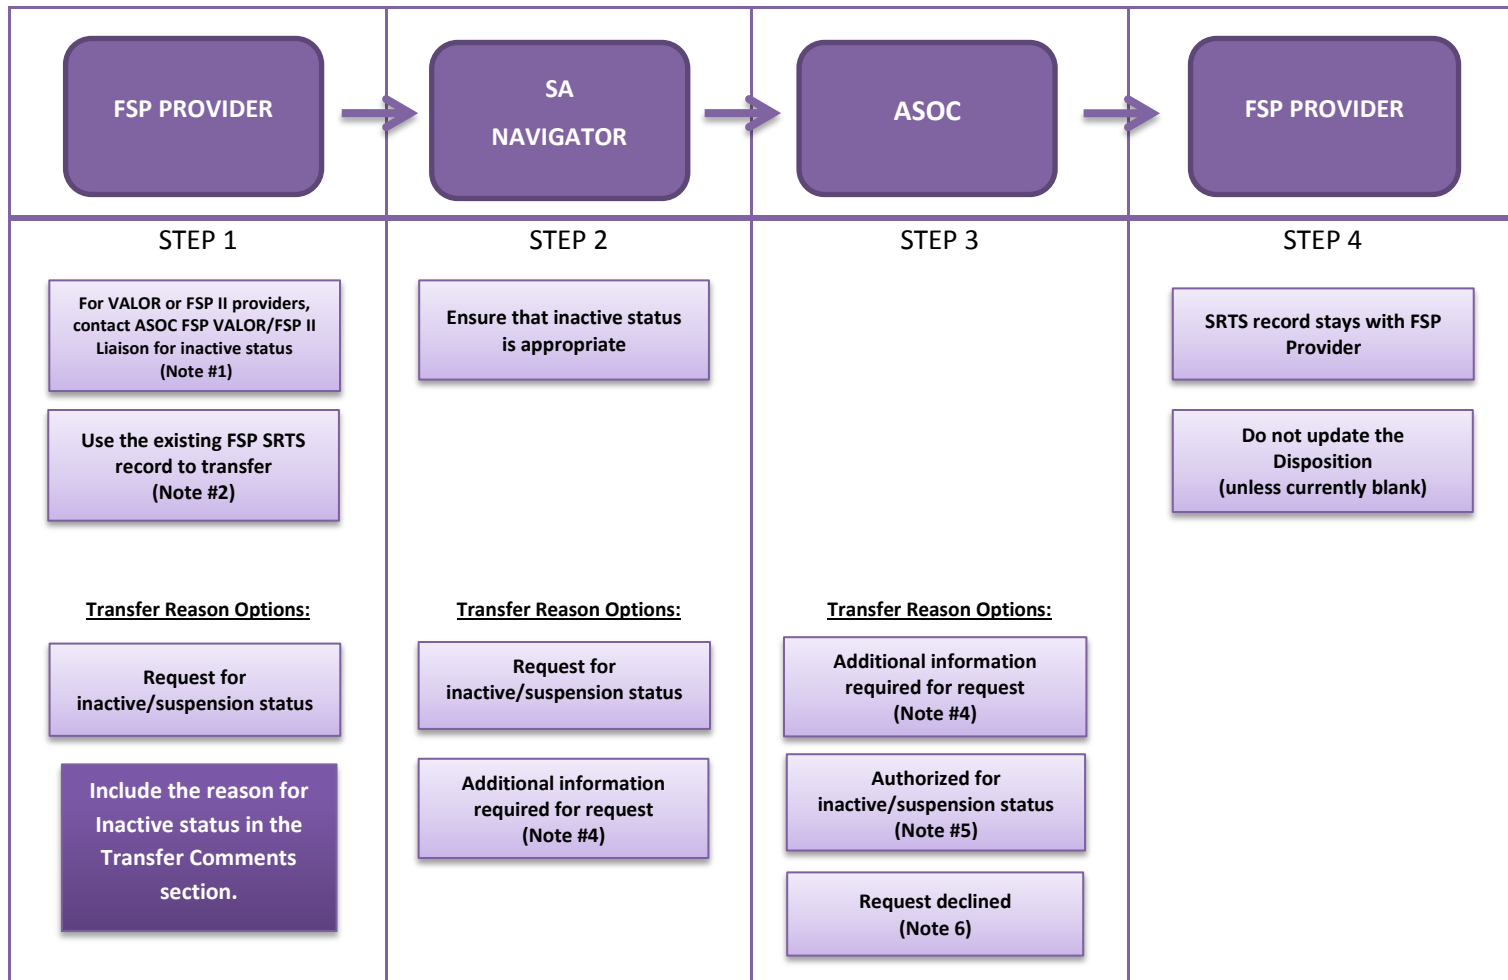 FSP PROVIDER
SA
NAVIGATOR
ASOC
FSP PROVIDER
STEP 1
For VALOR or FSP II providers,
contact ASOC FSP VALOR/FSP II
Liaison for inactive status
(Note #1)
Use the existing FSP SRTS
record to transfer
(Note #2)
Transfer Reason Options:
Request for
inactive/suspension status
Include the reason for
Inactive status in the
Transfer Comments
section.
STEP 2
Ensure that inactive status
is appropriate
Transfer Reason Options:
Request for
inactive/suspension status
Additional information
required for request
(Note #4)
STEP 3
Transfer Reason Options:
Additional information
required for request
(Note #4)
Authorized for
inactive/suspension status
(Note #5)
Request declined
(Note 6)
STEP 4
SRTS record stays with FSP
Provider
Do not update the
Disposition
(unless currently blank)